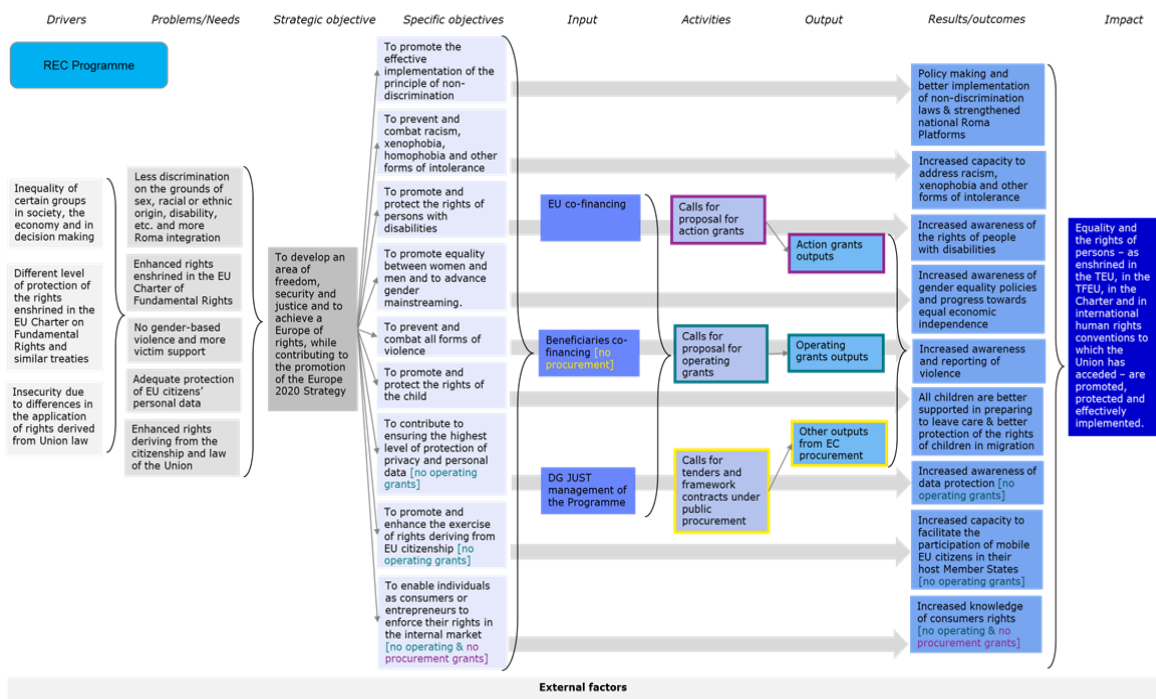 Drivers
Problems/Needs
Strategic objective
Specific objectives
Input
Activities
Output
Results/outcomes
Impact
REC Programme
Inequality of
certain groups
in society, the
economy and in
decision making
Different level
of protection of
the rights
enshrined in the
EU Charter on
Fundamental
Rights and
similar treaties
Insecurity due
to differences in
the application
of rights derived
from Union law
Less discrimination
on the grounds of
sex, racial or ethnic
origin, disability,
etc. and more
Roma integration
Enhanced rights
enshrined in the EU
Charter of
Fundamental Rights
No gender-based
violence and more
victim support
Adequate protection
of EU citizens’
personal data
Enhanced rights
deriving from the
citizenship and law
of the Union
To develop an
area of
freedom,
security and
justice and to
achieve a
Europe of
rights, while
contributing to
the promotion
of the Europe
2020 Strategy
To promote the
effective
implementation of the
principle of non-
discrimination
To prevent and
combat racism,
xenophobia,
homophobia and other
forms of intolerance
To promote and
protect the rights of
persons with
disabilities
To promote equality
between women and
men and to advance
gender
mainstreaming.
To prevent and
combat all forms of
violence
To promote and
protect the rights of
the child
To contribute to
ensuring the highest
level of protection of
privacy and personal
data [no operating
grants]
To promote and
enhance the exercise
of rights deriving from
EU citizenship [no
operating grants]
To enable individuals
as consumers or
entrepreneurs to
enforce their rights in
the internal market
[no operating & no
procurement grants]
EU co-financing
Beneficiaries co-
financing [no
procurement]
DG JUST
management of
the Programme
Calls for
proposal for
action grants
Calls for
proposal for
operating
grants
Calls for
tenders and
framework
contracts under
public
procurement
Action grants
outputs
Operating
grants outputs
Other outputs
from EC
procurement
Policy making and
better implementation
of non-discrimination
laws & strengthened
national Roma
Platforms
Increased capacity to
address racism,
xenophobia and other
forms of intolerance
Increased awareness of
the rights of people
with disabilities
Increased awareness of
gender equality policies
and progress towards
equal economic
independence
Increased awareness
and reporting of
violence
All children are better
supported in preparing
to leave care & better
protection of the rights
of children in migration
Increased awareness of
data protection [no
operating grants]
Increased capacity to
facilitate the
participation of mobile
EU citizens in their
host Member States
[no operating grants]
Increased knowledge
of consumers rights
[no operating & no
procurement grants]
Equality and
the rights of
persons – as
enshrined in
the TEU, in the
TFEU, in the
Charter and in
international
human rights
conventions to
which the
Union has
acceded – are
promoted,
protected and
effectively
implemented.
External factors